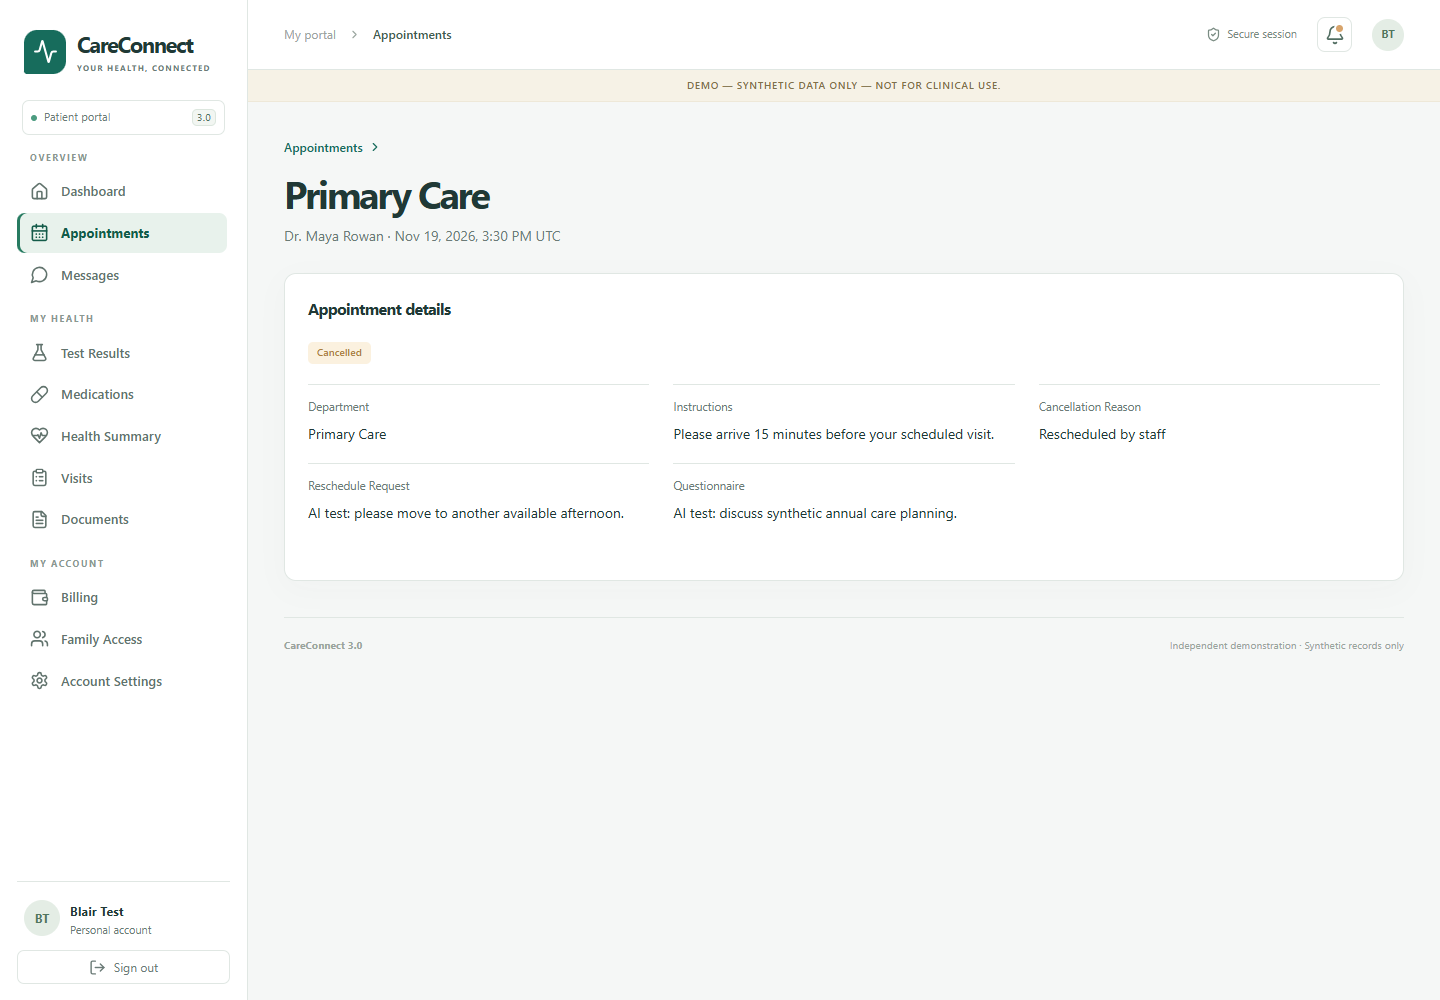 CareConnect
YOUR HEALTH, CONNECTED
Patient portal 3.0
OVERVIEW
Dashboard
Appointments
Messages
MY HEALTH
Test Results
Medications
Health Summary
Visits
Documents
MY ACCOUNT
Billing
Family Access
Account Settings
BT
Blair Test
Personal account
Sign out
My portal > Appointments
Secure session
BT
DEMO — SYNTHETIC DATA ONLY — NOT FOR CLINICAL USE.
Appointments >
Primary Care
Dr. Maya Rowan · Nov 19, 2026, 3:30 PM UTC
Appointment details
Cancelled
Department
Primary Care
Instructions
Please arrive 15 minutes before your scheduled visit.
Cancellation Reason
Rescheduled by staff
Reschedule Request
AI test: please move to another available afternoon.
Questionnaire
AI test: discuss synthetic annual care planning.
CareConnect 3.0
Independent demonstration · Synthetic records only